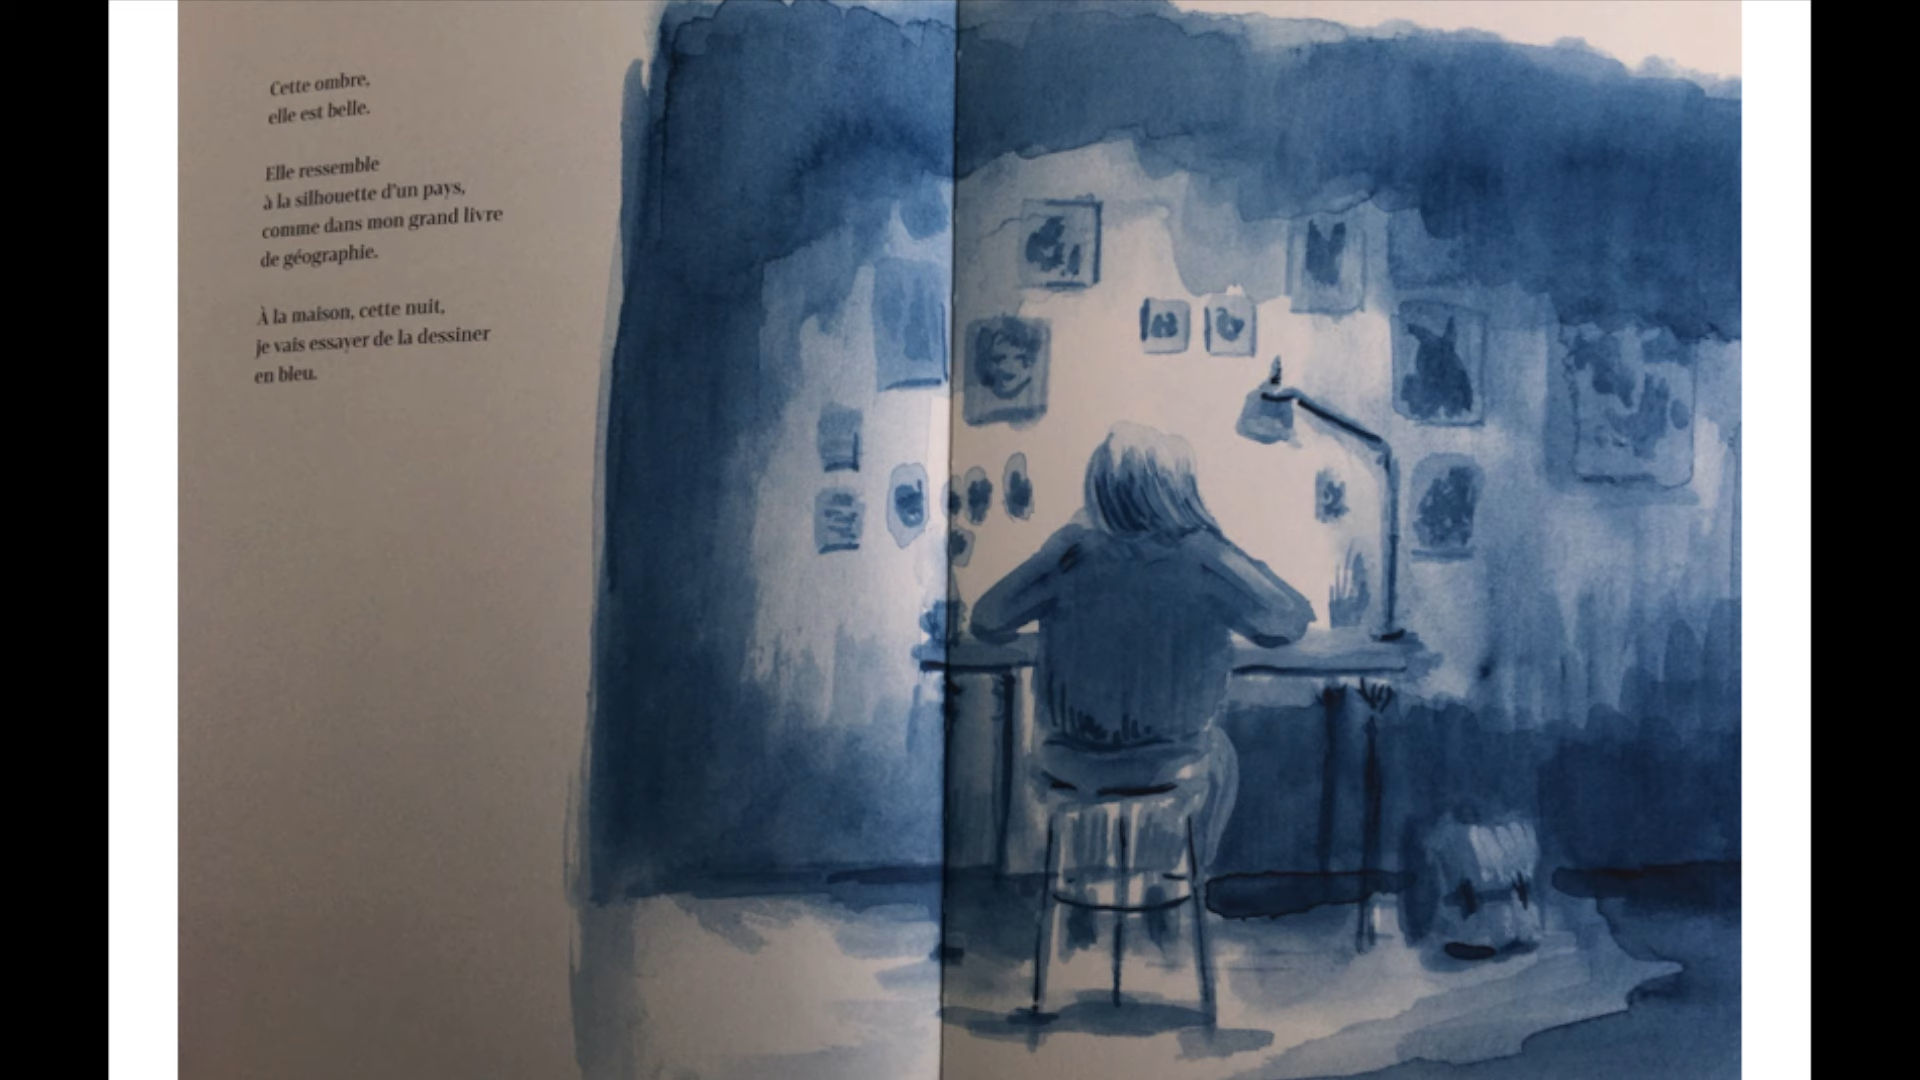 Cette ombre,
elle est belle.
Elle ressemble
à la silhouette d'un pays,
comme dans mon grand livre
de géographie.
À la maison, cette nuit,
je vais essayer de la dessiner
en bleu.